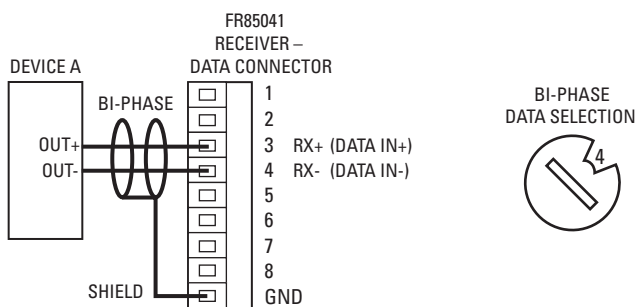 FR85041
RECEIVER –
DATA CONNECTOR
DEVICE A
BI-PHASE
OUT+
OUT-
SHIELD
1
2
3 RX+ (DATA IN+)
4 RX- (DATA IN-)
5
6
7
8
GND
BI-PHASE
DATA SELECTION
4